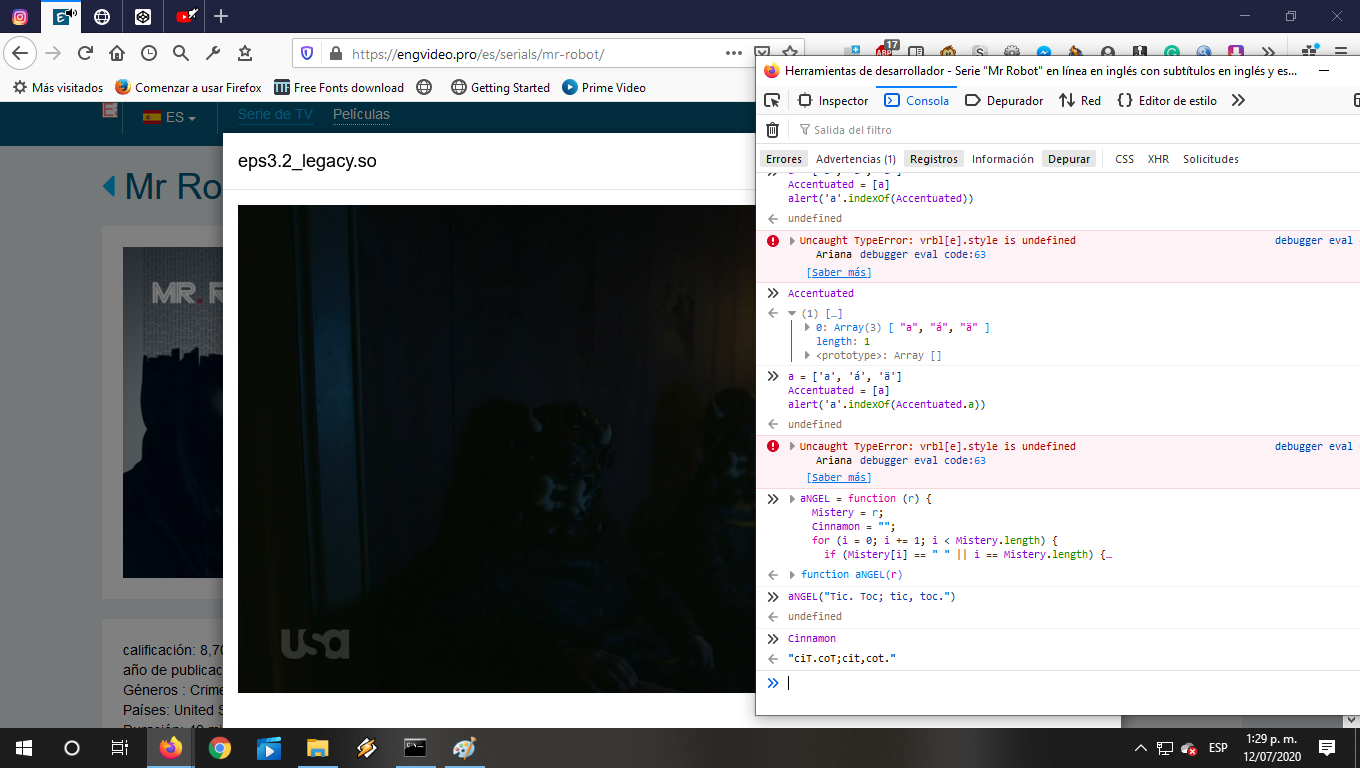 https://engvideo.pro/es/serials/mr-robot/
17
ABP
S
Más visitados
Comenzar a usar Firefox
Free Fonts download
Getting Started
Prime Video
ES
Serie de TV
Películas
Mr Ro
MR. R
calificación: 8,70
año de publicac
Géneros : Crime
Países: United S
eps3.2_legacy.so
usa
Herramientas de desarrollador - Serie "Mr Robot" en línea en inglés con subtítulos en inglés y es...
Inspector
Consola
Depurador
Red
Editor de estilo
Salida del filtro
Errores
Advertencias (1)
Registros
Información
Depurar
CSS
XHR
Solicitudes
Accentuated = [a]
alert('a'.indexOf(Accentuated))
undefined
Uncaught TypeError: vrbl[e].style is undefined
debugger eval
Ariana debugger eval code:63
[Saber más]
Accentuated
(1) […]
0: Array(3) [ "a", "á", "ä" ]
length: 1
<prototype>: Array []
a = ['a', 'á', 'ä']
Accentuated = [a]
alert('a'.indexOf(Accentuated.a))
undefined
Uncaught TypeError: vrbl[e].style is undefined
debugger eval
Ariana debugger eval code:63
[Saber más]
aNGEL = function (r) {
Mistery = r;
Cinnamon = "";
for (i = 0; i += 1; i < Mistery.length) {
if (Mistery[i] == " " || i == Mistery.length) {…
function aNGEL(r)
aNGEL("Tic. Toc; tic, toc.")
undefined
Cinnamon
"ciT.coT;cit,cot."
ESP
1:29 p. m.
12/07/2020